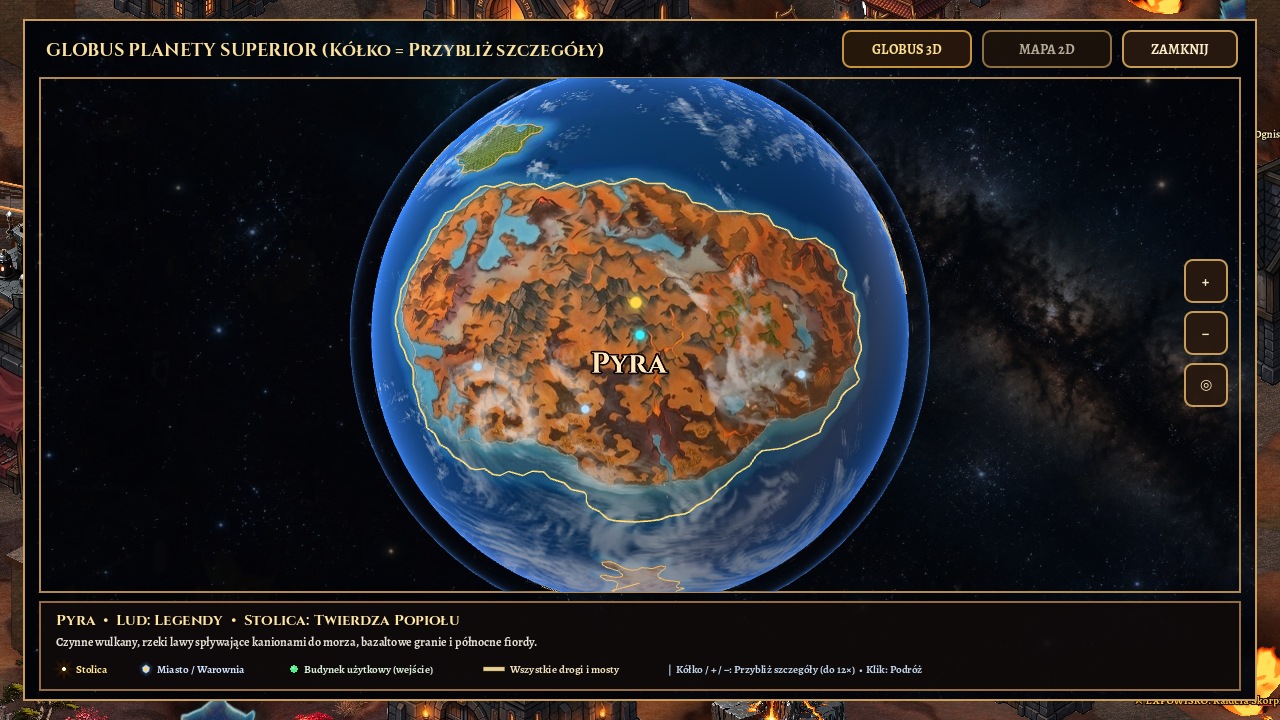 GLOBUS PLANETY SUPERIOR (KÓŁKO = PRZYBLIŻ SZCZEGÓŁY)
GLOBUS 3D
MAPA 2D
ZAMKNIJ
+
−
◎
PYRA
PYRA • LUD: LEGENDY • STOLICA: TWIERDZA POPIOŁU
Czynne wulkany, rzeki lawy spływające kanionami do morza, bazaltowe granie i północne fiordy.
Stolica
Miasto / Warownia
Budynek użytkowy (wejście)
Wszystkie drogi i mosty
| Kółko / + / −: Przybliż szczegóły (do 12×) • Klik: Podróż